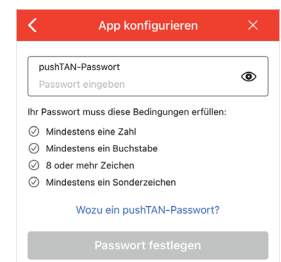 App konfigurieren
pushTAN-Passwort
Passwort eingeben
Ihr Passwort muss diese Bedingungen erfüllen:
Mindestens eine Zahl
Mindestens ein Buchstabe
8 oder mehr Zeichen
Mindestens ein Sonderzeichen
Wozu ein pushTAN-Passwort?
Passwort festlegen